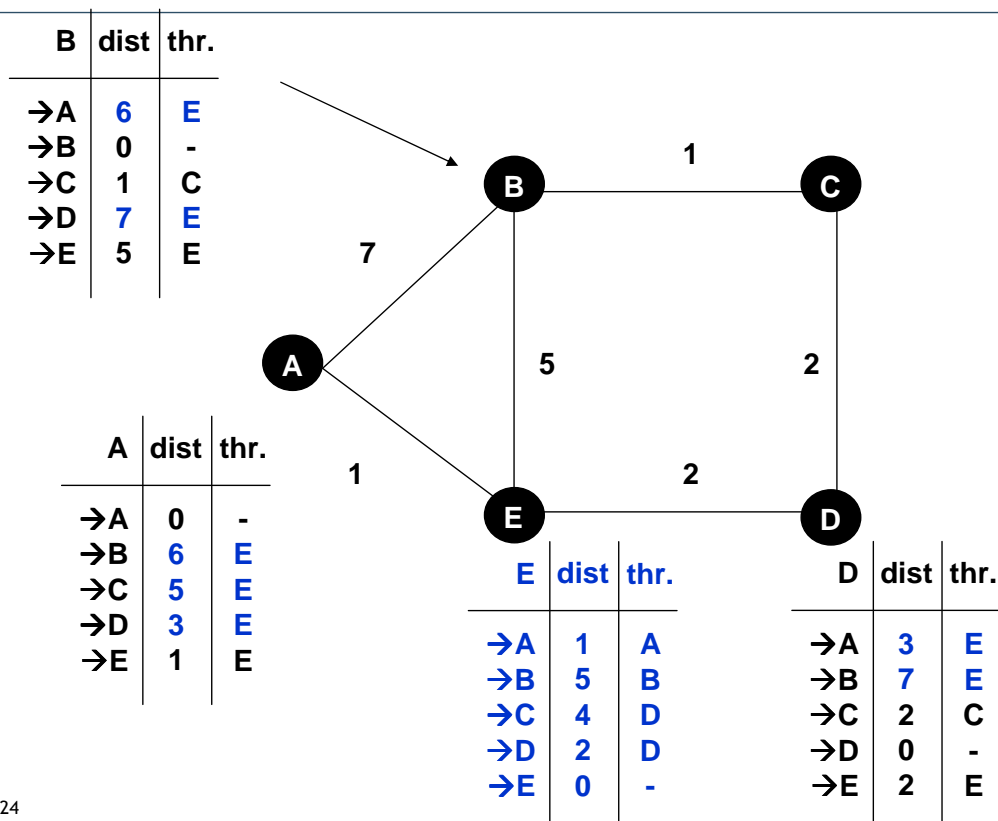 B dist thr.
→A 6 E
→B 0 -
→C 1 C
→D 7 E
→E 5 E
1
B
C
7
A
5
2
A dist thr.
→A 0 -
→B 6 E
→C 5 E
→D 3 E
→E 1 E
1
2
E
D
E dist thr.
→A 1 A
→B 5 B
→C 4 D
→D 2 D
→E 0 -
D dist thr.
→A 3 E
→B 7 E
→C 2 C
→D 0 -
→E 2 E
24